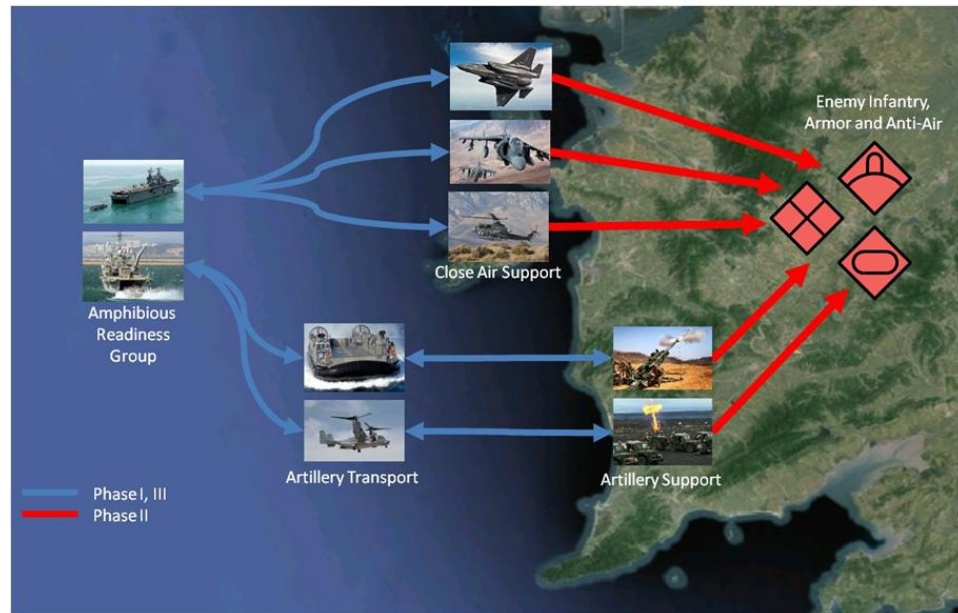 Enemy Infantry,
Armor and Anti-Air
Close Air Support
Amphibious
Readiness
Group
Artillery Transport
Artillery Support
Phase I, III
Phase II